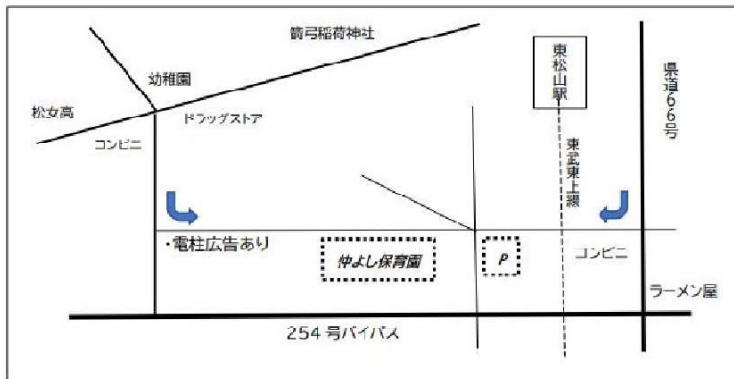 箭弓稲荷神社
幼稚園
松女高
ドラッグストア
コンビニ
東松山駅
県道66号
東武東上線
・電柱広告あり
仲よし保育園
P
コンビニ
ラーメン屋
254号バイパス